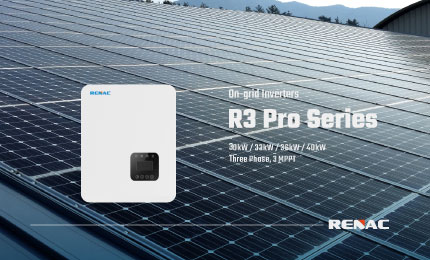 RENAC
On-grid Inverters
R3 Pro Series
30kW / 33kW / 36kW / 40kW
Three Phase, 3 MPPT
RENAC